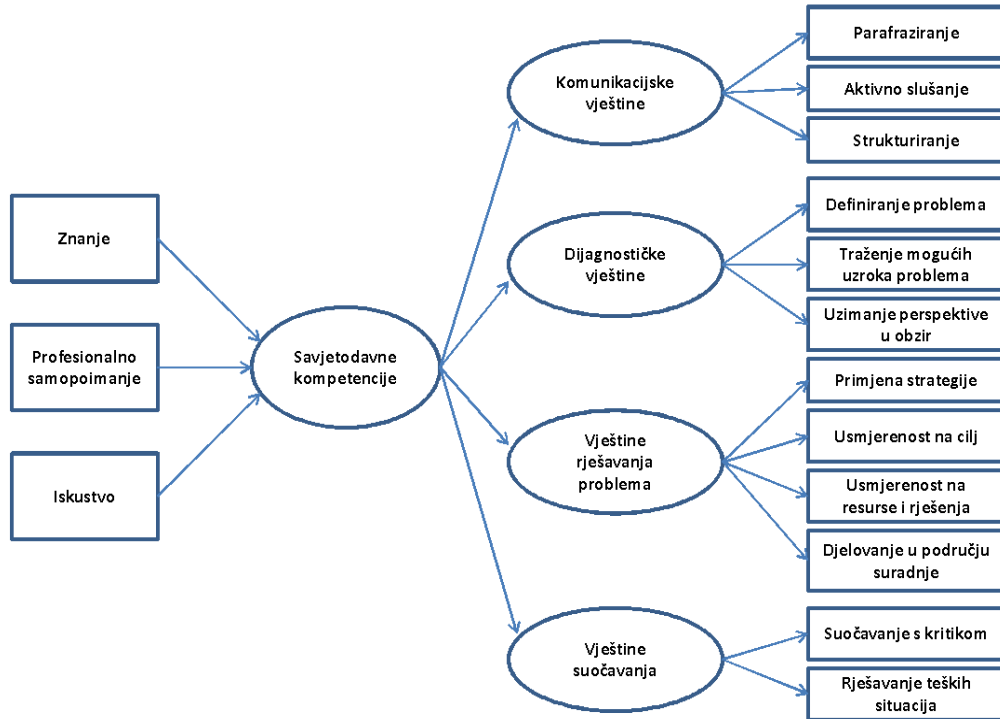 Znanje
Profesionalno
samopoimanje
Iskustvo
Savjetodavne
kompetencije
Komunikacijske
vještine
Dijagnostičke
vještine
Vještine
rješavanja
problema
Vještine
suočavanja
Parafraziranje
Aktivno slušanje
Strukturiranje
Definiranje problema
Traženje mogućih
uzroka problema
Uzimanje perspektive
u obzir
Primjena strategije
Usmjerenost na cilj
Usmjerenost na
resurse i rješenja
Djelovanje u području
suradnje
Suočavanje s kritikom
Rješavanje teških
situacija